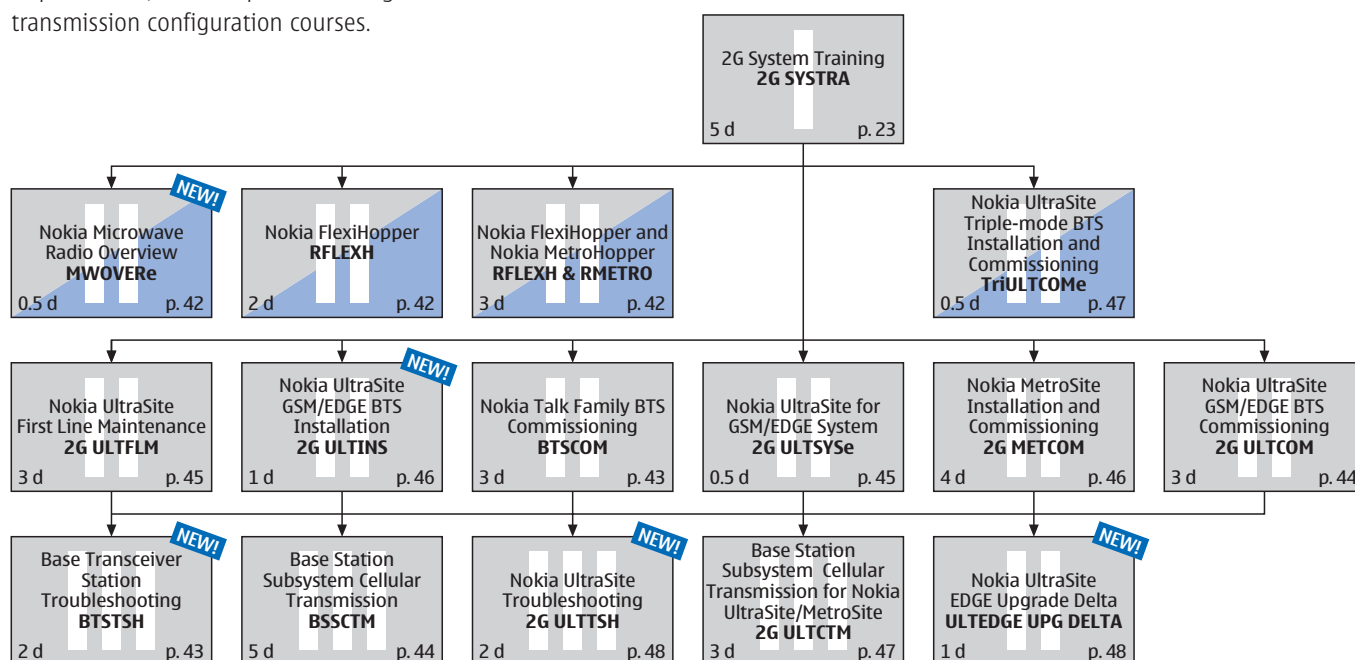 transmission configuration courses.
2G System Training
2G SYSTRA
5 d p. 23
NEW!
Nokia Microwave
Radio Overview
MWOVERe
0.5 d p. 42
Nokia FlexiHopper
RFLEXH
2 d p. 42
Nokia FlexiHopper and
Nokia MetroHopper
RFLEXH & RMETRO
3 d p. 42
Nokia UltraSite
Triple-mode BTS
Installation and
Commissioning
TriULTCOMe
0.5 d p. 47
Nokia UltraSite
First Line Maintenance
2G ULTFLM
3 d p. 45
NEW!
Nokia UltraSite
GSM/EDGE BTS
Installation
2G ULTINS
1 d p. 46
Nokia Talk Family BTS
Commissioning
BTSCOM
3 d p. 43
Nokia UltraSite for
GSM/EDGE System
2G ULTSYSe
0.5 d p. 45
Nokia MetroSite
Installation and
Commissioning
2G METCOM
4 d p. 46
Nokia UltraSite
GSM/EDGE BTS
Commissioning
2G ULTCOM
3 d p. 44
NEW!
Base Transceiver
Station
Troubleshooting
BTSTSH
2 d p. 43
Base Station
Subsystem Cellular
Transmission
BSSCTM
5 d p. 44
NEW!
Nokia UltraSite
Troubleshooting
2G ULTTSH
2 d p. 48
Base Station
Subsystem Cellular
Transmission for Nokia
UltraSite/MetroSite
2G ULTCTM
3 d p. 47
NEW!
Nokia UltraSite
EDGE Upgrade Delta
ULTEDGE UPG DELTA
1 d p. 48